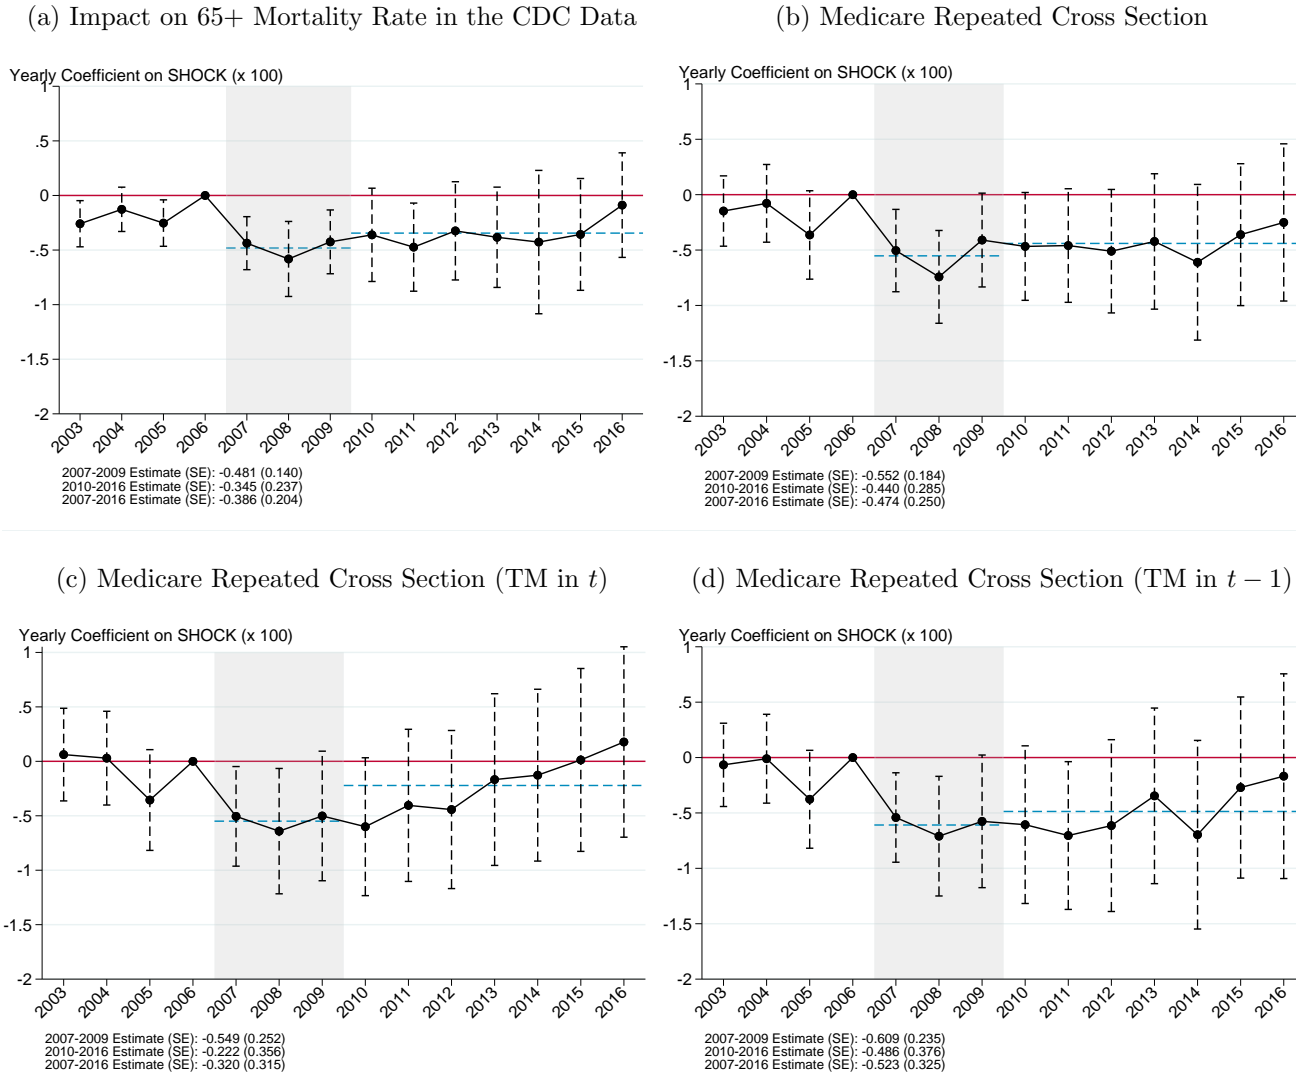 (a) Impact on 65+ Mortality Rate in the CDC Data
Yearly Coefficient on SHOCK (x 100)
1
.5
0
-.5
-1
-1.5
-2
2003 2004 2005 2006 2007 2008 2009 2010 2011 2012 2013 2014 2015 2016
2007-2009 Estimate (SE): -0.481 (0.140)
2010-2016 Estimate (SE): -0.345 (0.237)
2007-2016 Estimate (SE): -0.386 (0.204)
(b) Medicare Repeated Cross Section
Yearly Coefficient on SHOCK (x 100)
1
.5
0
-.5
-1
-1.5
-2
2003 2004 2005 2006 2007 2008 2009 2010 2011 2012 2013 2014 2015 2016
2007-2009 Estimate (SE): -0.552 (0.184)
2010-2016 Estimate (SE): -0.440 (0.285)
2007-2016 Estimate (SE): -0.474 (0.250)
(c) Medicare Repeated Cross Section (TM in t)
Yearly Coefficient on SHOCK (x 100)
1
.5
0
-.5
-1
-1.5
-2
2003 2004 2005 2006 2007 2008 2009 2010 2011 2012 2013 2014 2015 2016
2007-2009 Estimate (SE): -0.549 (0.252)
2010-2016 Estimate (SE): -0.222 (0.356)
2007-2016 Estimate (SE): -0.320 (0.315)
(d) Medicare Repeated Cross Section (TM in t − 1)
Yearly Coefficient on SHOCK (x 100)
1
.5
0
-.5
-1
-1.5
-2
2003 2004 2005 2006 2007 2008 2009 2010 2011 2012 2013 2014 2015 2016
2007-2009 Estimate (SE): -0.609 (0.235)
2010-2016 Estimate (SE): -0.486 (0.376)
2007-2016 Estimate (SE): -0.523 (0.325)